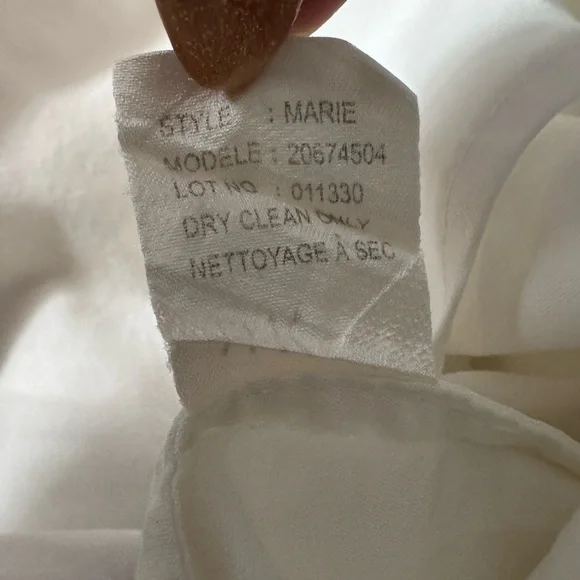 STYLE : MARIE
MODELE : 20674504
LOT NO : 011330
DRY CLEAN ONLY
NETTOYAGE À SEC